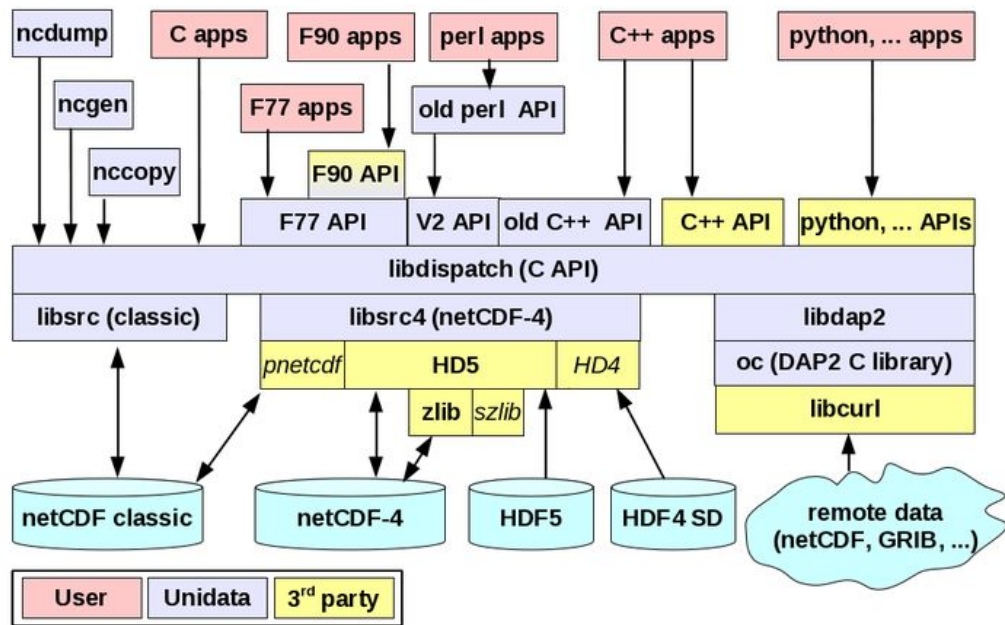 ncdump
C apps
F90 apps
perl apps
C++ apps
python, ... apps
ncgen
F77 apps
old perl API
nccopy
F90 API
F77 API
V2 API
old C++ API
C++ API
python, ... APIs
libdispatch (C API)
libsrc (classic)
libsrc4 (netCDF-4)
libdap2
pnetcdf
HD5
HD4
oc (DAP2 C library)
zlib
szlib
libcurl
netCDF classic
netCDF-4
HDF5
HDF4 SD
remote data
(netCDF, GRIB, ...)
User
Unidata
3rd party